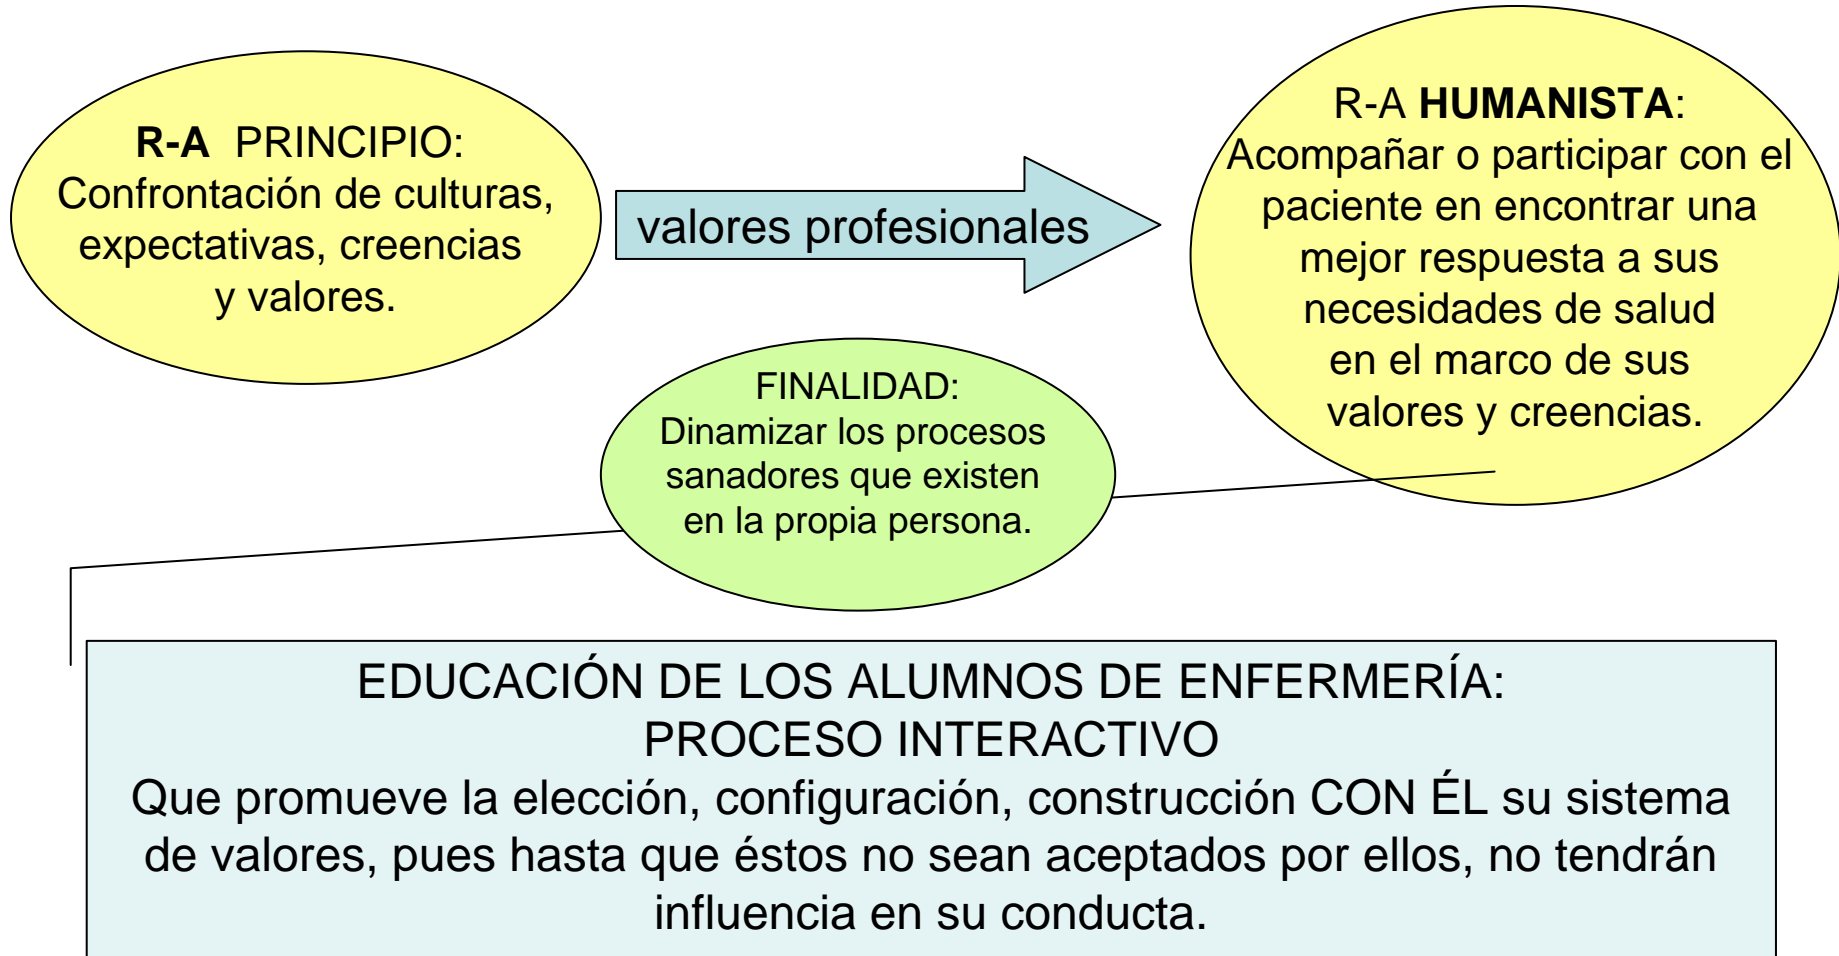 R-A PRINCIPIO:
Confrontación de culturas,
expectativas, creencias
y valores.
valores profesionales
R-A HUMANISTA:
Acompañar o participar con el
paciente en encontrar una
mejor respuesta a sus
necesidades de salud
en el marco de sus
valores y creencias.
FINALIDAD:
Dinamizar los procesos
sanadores que existen
en la propia persona.
EDUCACIÓN DE LOS ALUMNOS DE ENFERMERÍA:
PROCESO INTERACTIVO
Que promueve la elección, configuración, construcción CON ÉL su sistema
de valores, pues hasta que éstos no sean aceptados por ellos, no tendrán
influencia en su conducta.